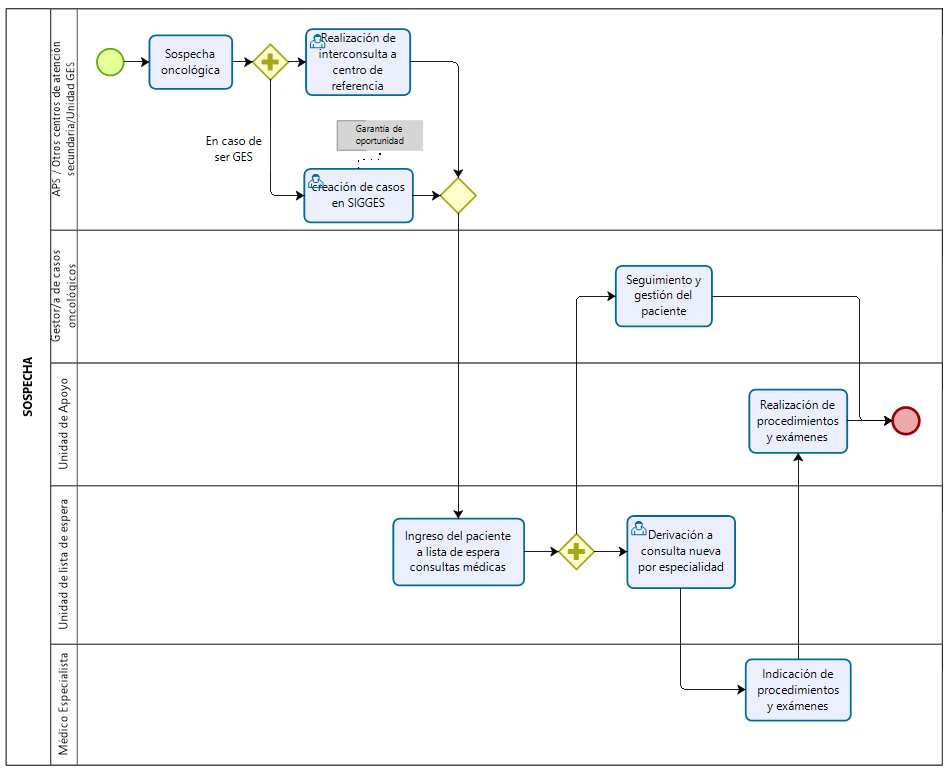 SOSPECHA
APS / Otros centros de atención
secundaria/Unidad GES
Sospecha
oncológica
Realización de
interconsulta a
centro de
referencia
En caso de
ser GES
Garantía de
oportunidad
Creación de casos
en SIGGES
Gestor/a de casos
oncológicos
Seguimiento y
gestión del
paciente
Unidad de Apoyo
Realización de
procedimientos
y exámenes
Unidad de lista de espera
Ingreso del paciente
a lista de espera
consultas médicas
Derivación a
consulta nueva
por especialidad
Médico Especialista
Indicación de
procedimientos
y exámenes